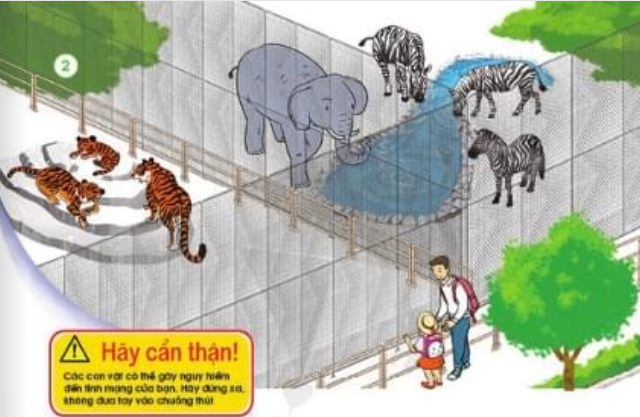 2
Hãy cẩn thận!
Các con vật có thể gây nguy hiểm
đến tính mạng của bạn. Hãy đứng xa,
không đưa tay vào chuồng thú!